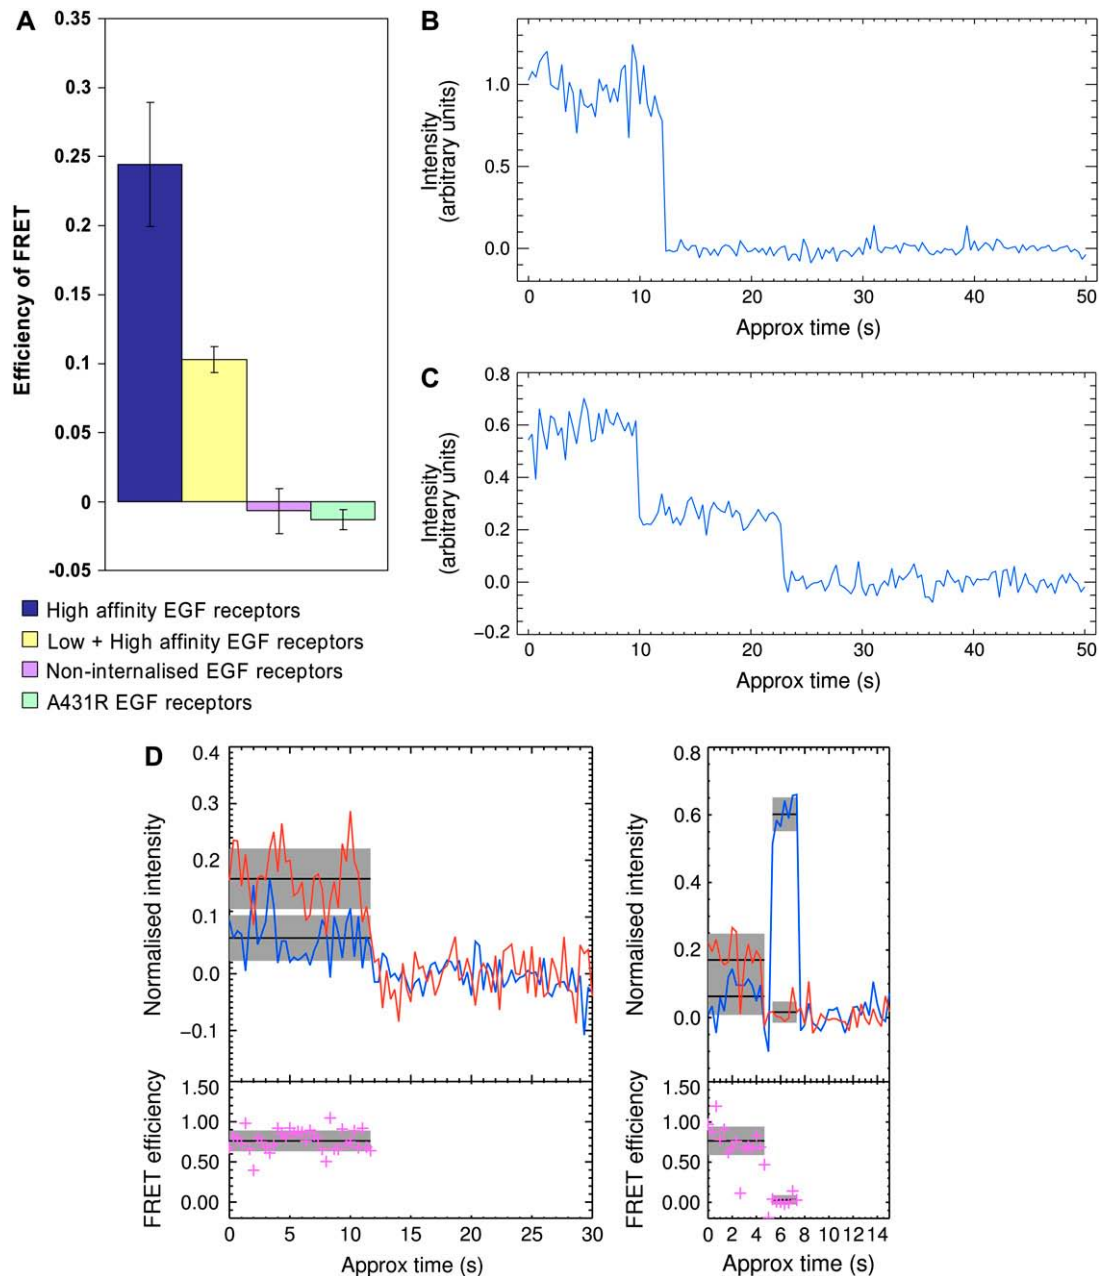 A
0.35
0.3
0.25
0.2
0.15
0.1
0.05
0
-0.05
Efficiency of FRET
High affinity EGF receptors
Low + High affinity EGF receptors
Non-internalised EGF receptors
A431R EGF receptors
B
Intensity
(arbitrary units)
1.0
0.5
0.0
0 10 20 30 40 50
Approx time (s)
C
Intensity
(arbitrary units)
0.8
0.6
0.4
0.2
0.0
−0.2
0 10 20 30 40 50
Approx time (s)
D
Normalised intensity
0.4
0.3
0.2
0.1
0.0
−0.1
FRET efficiency
1.50
1.00
0.50
0.00
0 5 10 15 20 25 30
Approx time (s)
Normalised intensity
0.8
0.6
0.4
0.2
0.0
FRET efficiency
1.50
1.00
0.50
0.00
0 2 4 6 8 10 12 14
Approx time (s)